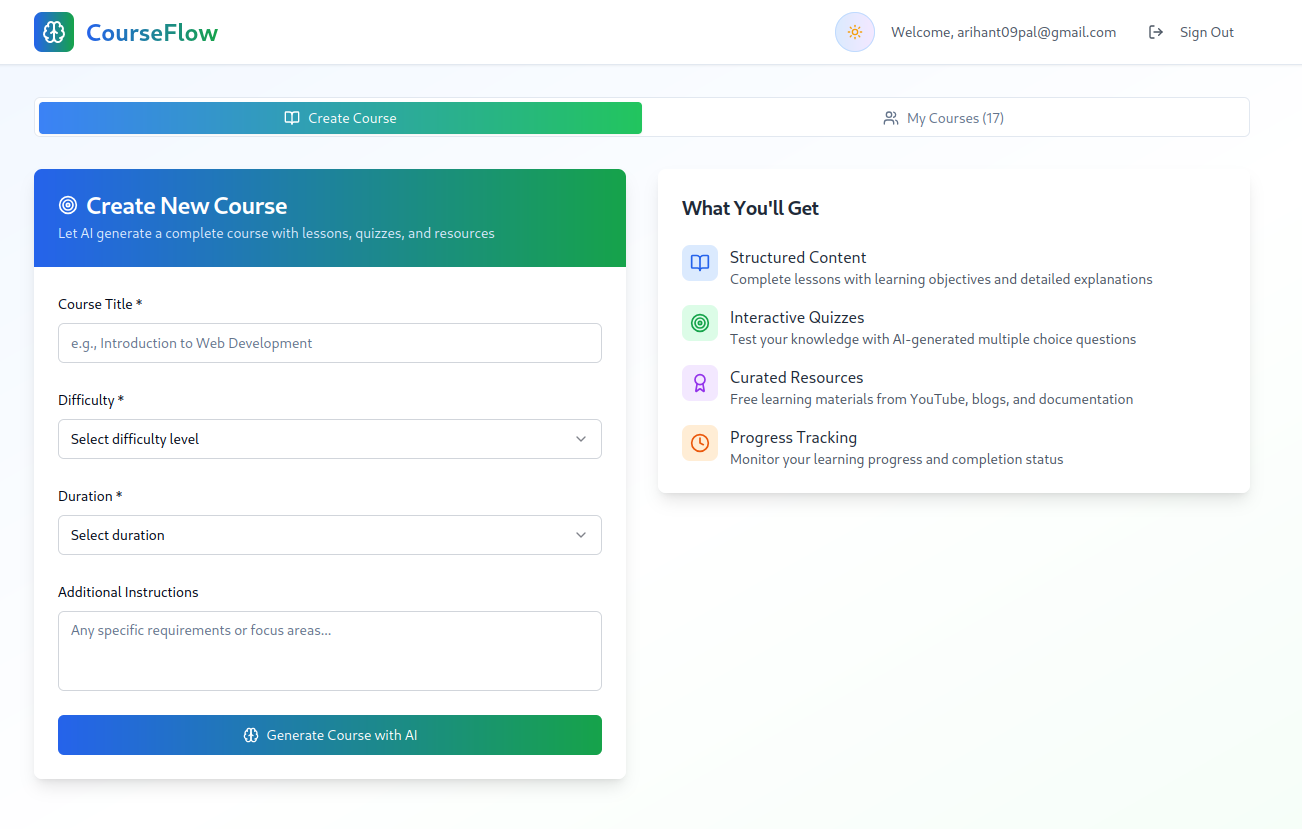 CourseFlow
Welcome, arihant09pal@gmail.com
Sign Out
Create Course
My Courses (17)
Create New Course
Let AI generate a complete course with lessons, quizzes, and resources
Course Title *
e.g., Introduction to Web Development
Difficulty *
Select difficulty level
Duration *
Select duration
Additional Instructions
Any specific requirements or focus areas...
Generate Course with AI
What You'll Get
Structured Content
Complete lessons with learning objectives and detailed explanations
Interactive Quizzes
Test your knowledge with AI-generated multiple choice questions
Curated Resources
Free learning materials from YouTube, blogs, and documentation
Progress Tracking
Monitor your learning progress and completion status